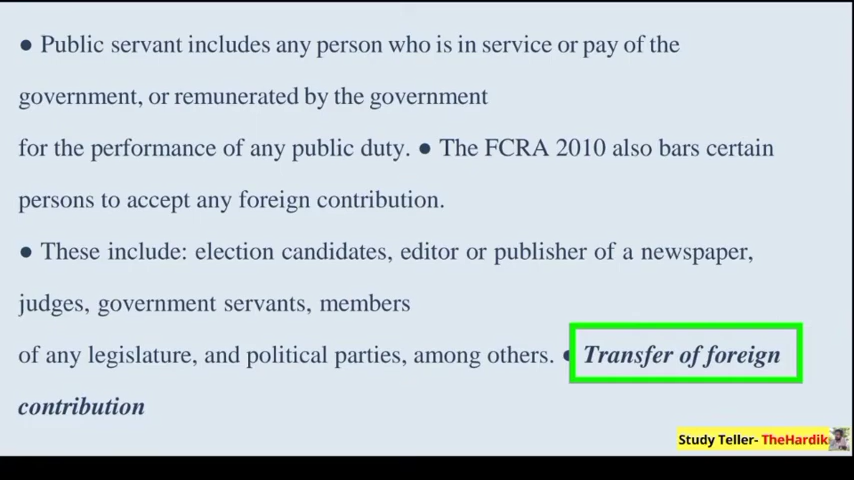 ● Public servant includes any person who is in service or pay of the
government, or remunerated by the government
for the performance of any public duty. ● The FCRA 2010 also bars certain
persons to accept any foreign contribution.
● These include: election candidates, editor or publisher of a newspaper,
judges, government servants, members
of any legislature, and political parties, among others. ● Transfer of foreign
contribution
Study Teller- TheHardik